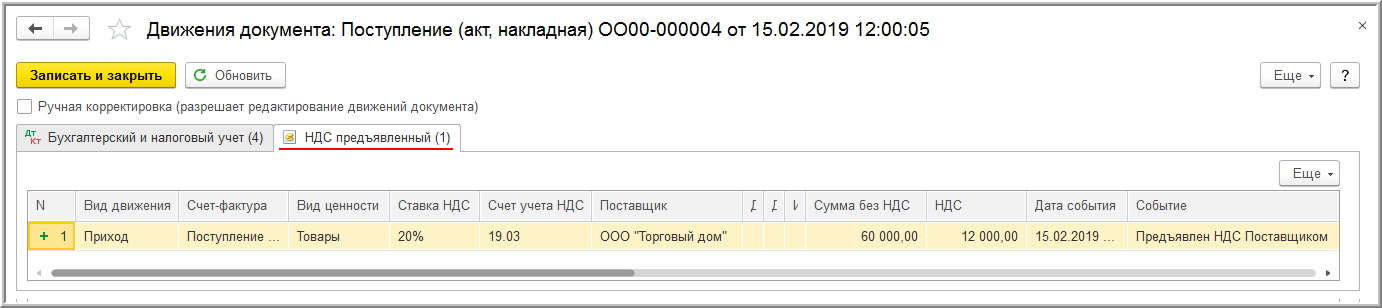 Движения документа: Поступление (акт, накладная) ОО00-000004 от 15.02.2019 12:00:05
Записать и закрыть Обновить Еще ?
Ручная корректировка (разрешает редактирование движений документа)
Дт Кт Бухгалтерский и налоговый учет (4) НДС предъявленный (1)
Еще
N Вид движения Счет-фактура Вид ценности Ставка НДС Счет учета НДС Поставщик Сумма без НДС НДС Дата события Событие
1 Приход Поступление ... Товары 20% 19.03 ООО "Торговый дом" 60 000,00 12 000,00 15.02.2019 ... Предъявлен НДС Поставщиком